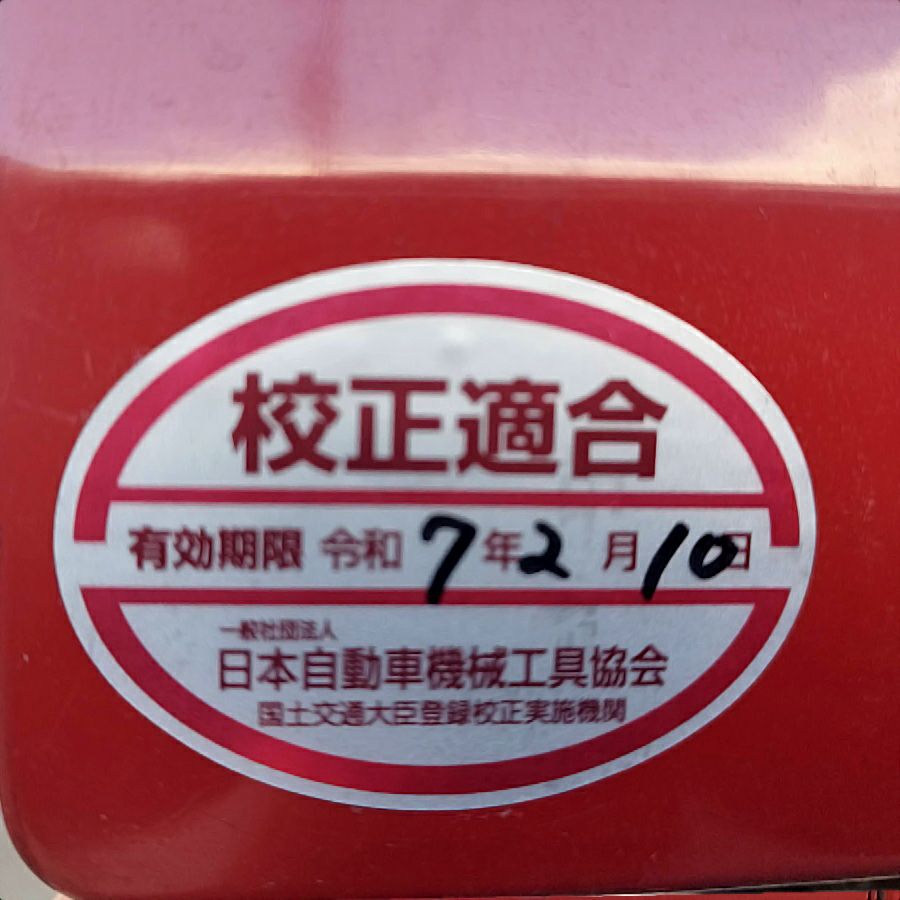 校正適合
有効期限 令和7年2月10日
一般社団法人
日本自動車機械工具協会
国土交通大臣登録校正実施機関